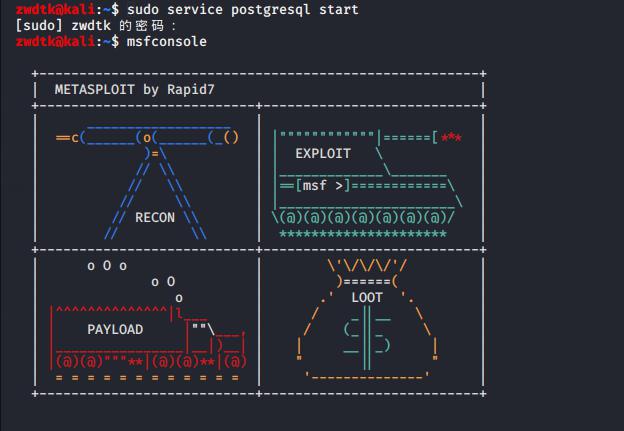 zwdtk@kali:~$ sudo service postgresql start
[sudo] zwdtk 的密码：
zwdtk@kali:~$ msfconsole
METASPLOIT by Rapid7
EXPLOIT
[msf >]
RECON
PAYLOAD
LOOT